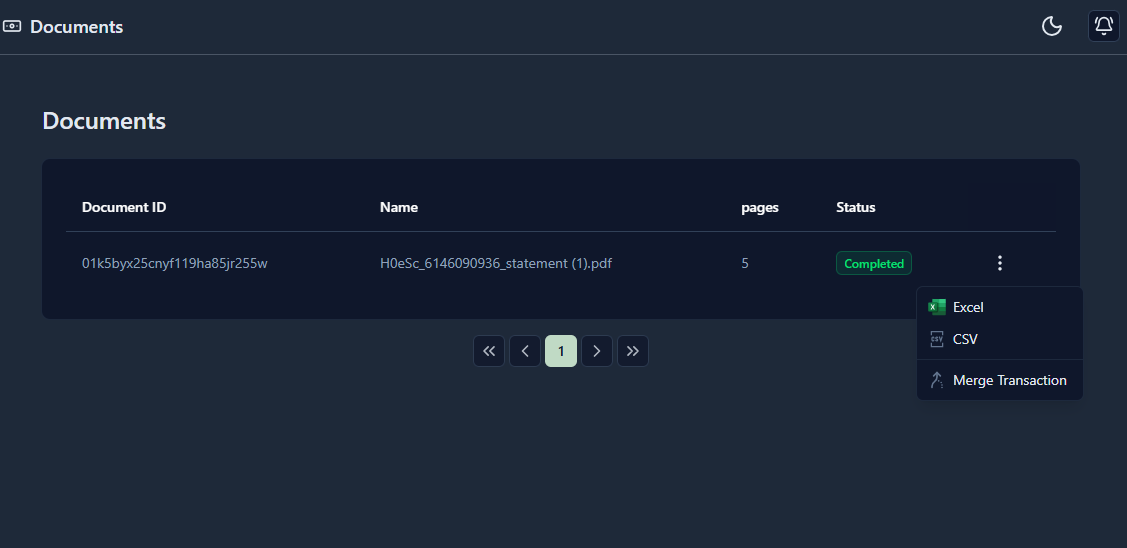 Documents
Documents
Document ID Name pages Status
01k5byx25cnyf119ha85jr255w H0eSc_6146090936_statement (1).pdf 5 Completed
Excel
CSV
Merge Transaction
1